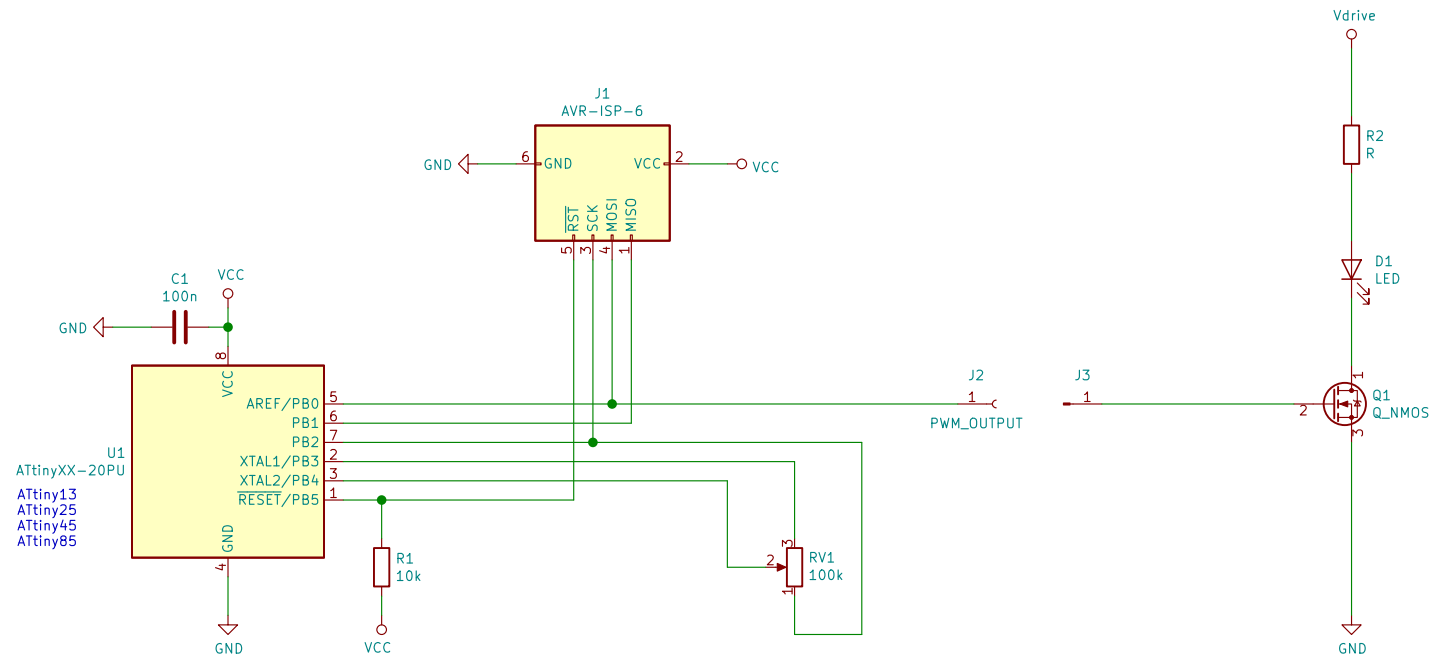 Vdrive
R2
R
J1
AVR-ISP-6
6
GND
GND
VCC
2
VCC
RST
SCK
MOSI
MISO
5
3
4
1
D1
LED
C1
100n
VCC
GND
8
VCC
J2
1
PWM_OUTPUT
J3
1
1
Q1
Q_NMOS
2
3
U1
ATtinyXX-20PU
ATtiny13
ATtiny25
ATtiny45
ATtiny85
AREF/PB0
5
PB1
6
PB2
7
XTAL1/PB3
2
XTAL2/PB4
3
RESET/PB5
1
GND
4
GND
R1
10k
VCC
3
2
RV1
100k
1
GND